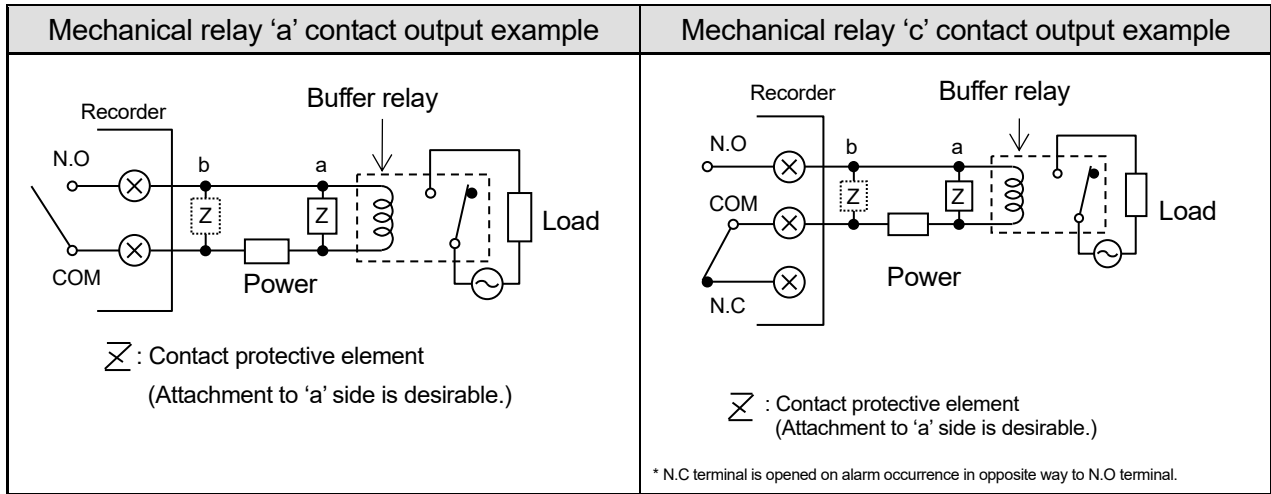 Mechanical relay ‘a’ contact output example
Recorder
Buffer relay
N.O
b
a
Z
Z
Load
COM
Power
Z : Contact protective element
(Attachment to ‘a’ side is desirable.)
Mechanical relay ‘c’ contact output example
Recorder
Buffer relay
N.O
b
a
COM
Z
Z
Load
N.C
Power
Z : Contact protective element
(Attachment to ‘a’ side is desirable.)
* N.C terminal is opened on alarm occurrence in opposite way to N.O terminal.